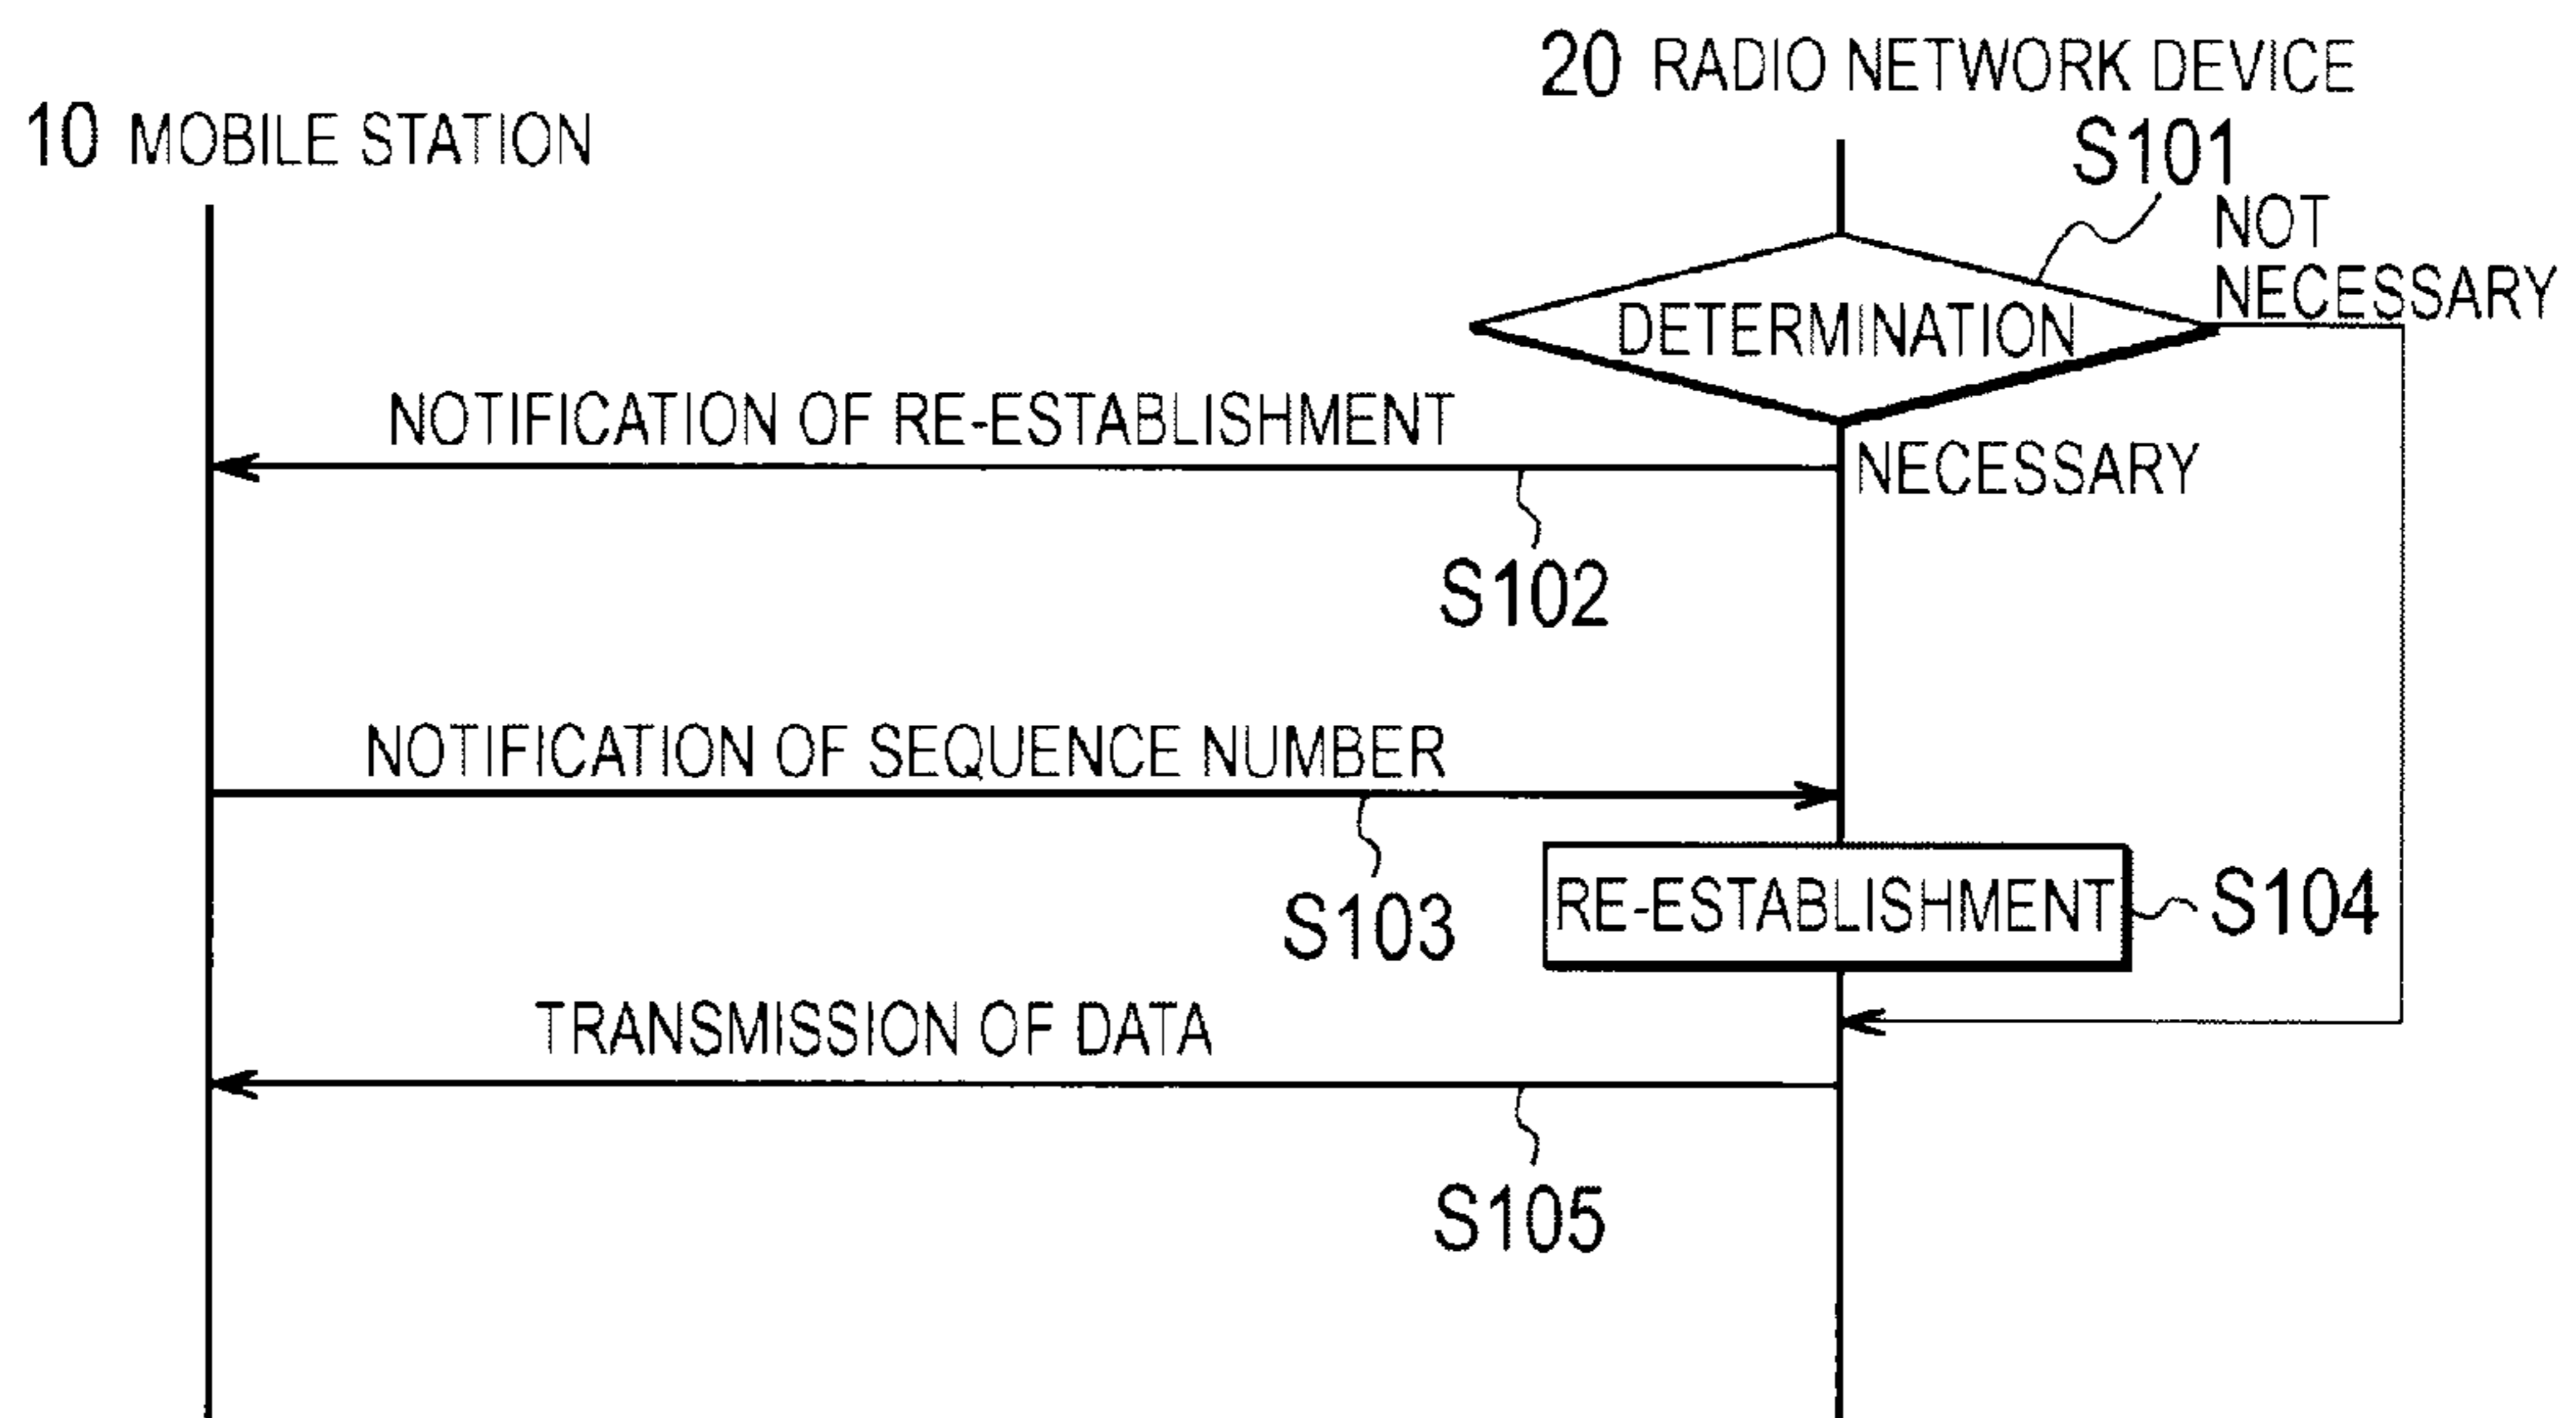 20 RADIO NETWORK DEVICE
10 MOBILE STATION
S101
NOT
NECESSARY
DETERMINATION
NOTIFICATION OF RE-ESTABLISHMENT
NECESSARY
S102
NOTIFICATION OF SEQUENCE NUMBER
S103
RE-ESTABLISHMENT
S104
TRANSMISSION OF DATA
S105